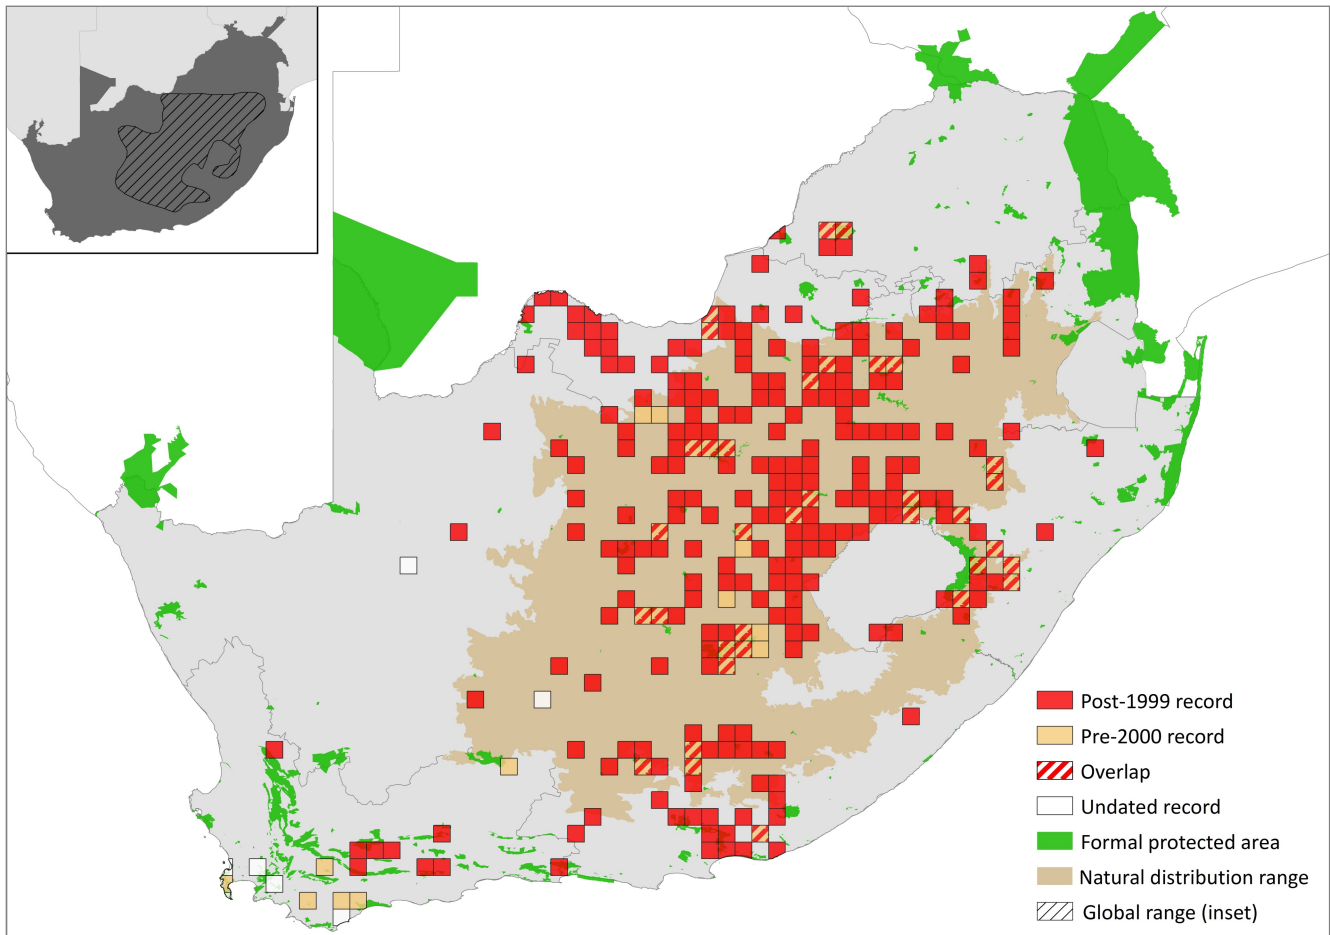 Post-1999 record
Pre-2000 record
Overlap
Undated record
Formal protected area
Natural distribution range
Global range (inset)